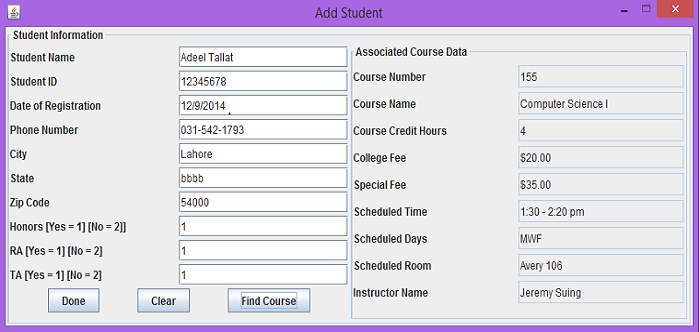 Add Student
Student Information
Student Name Adeel Tallat
Student ID 12345678
Date of Registration 12/9/2014
Phone Number 031-542-1793
City Lahore
State bbbb
Zip Code 54000
Honors [Yes = 1] [No = 2]] 1
RA [Yes = 1] [No = 2] 1
TA [Yes = 1] [No = 2] 1
Done Clear Find Course
Associated Course Data
Course Number 155
Course Name Computer Science I
Course Credit Hours 4
College Fee $20.00
Special Fee $35.00
Scheduled Time 1:30 - 2:20 pm
Scheduled Days MWF
Scheduled Room Avery 106
Instructor Name Jeremy Suing